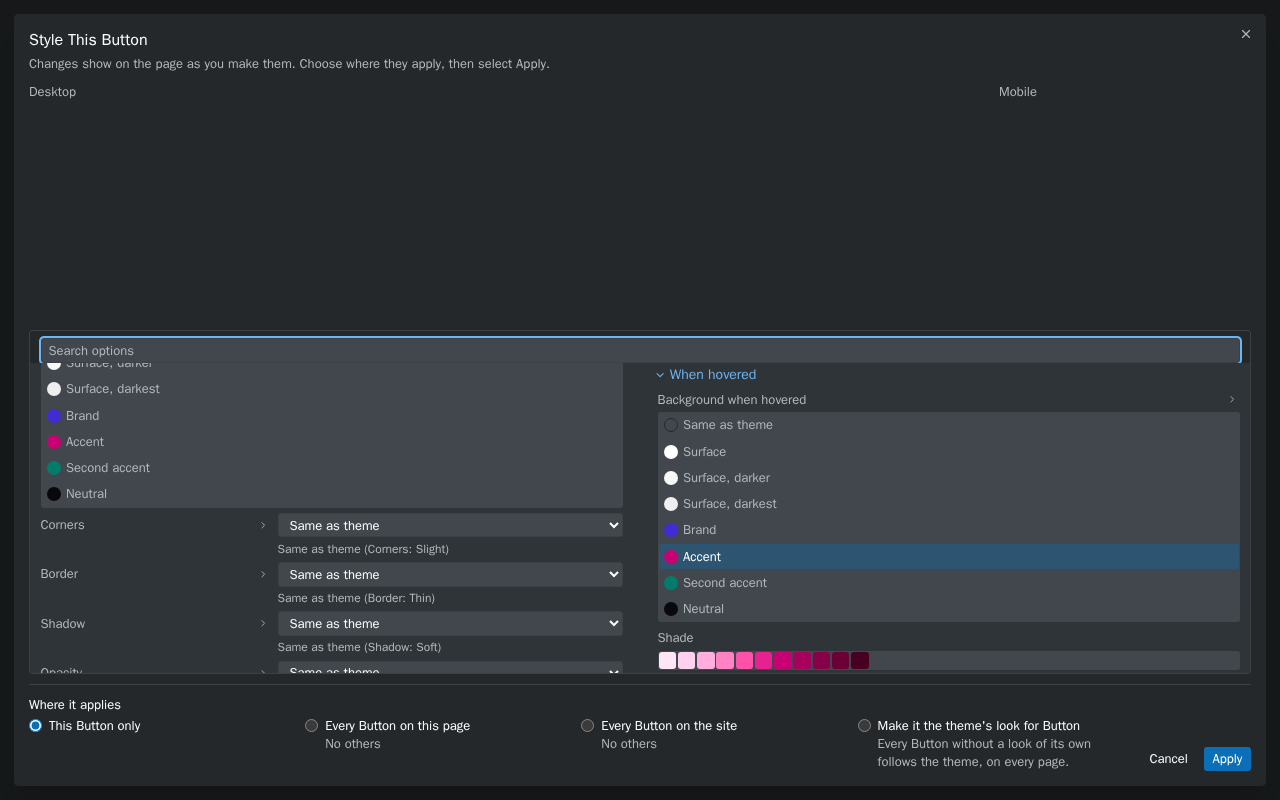 Style This Button
Changes show on the page as you make them. Choose where they apply, then select Apply.
Desktop
Mobile
Search options
Surface, darker
Surface, darkest
Brand
Accent
Second accent
Neutral
Corners
Same as theme
Same as theme (Corners: Slight)
Border
Same as theme
Same as theme (Border: Thin)
Shadow
Same as theme
Same as theme (Shadow: Soft)
Opacity
Same as theme
When hovered
Background when hovered
Same as theme
Surface
Surface, darker
Surface, darkest
Brand
Accent
Second accent
Neutral
Shade
Where it applies
This Button only
Every Button on this page
No others
Every Button on the site
No others
Make it the theme's look for Button
Every Button without a look of its own
follows the theme, on every page.
Cancel
Apply